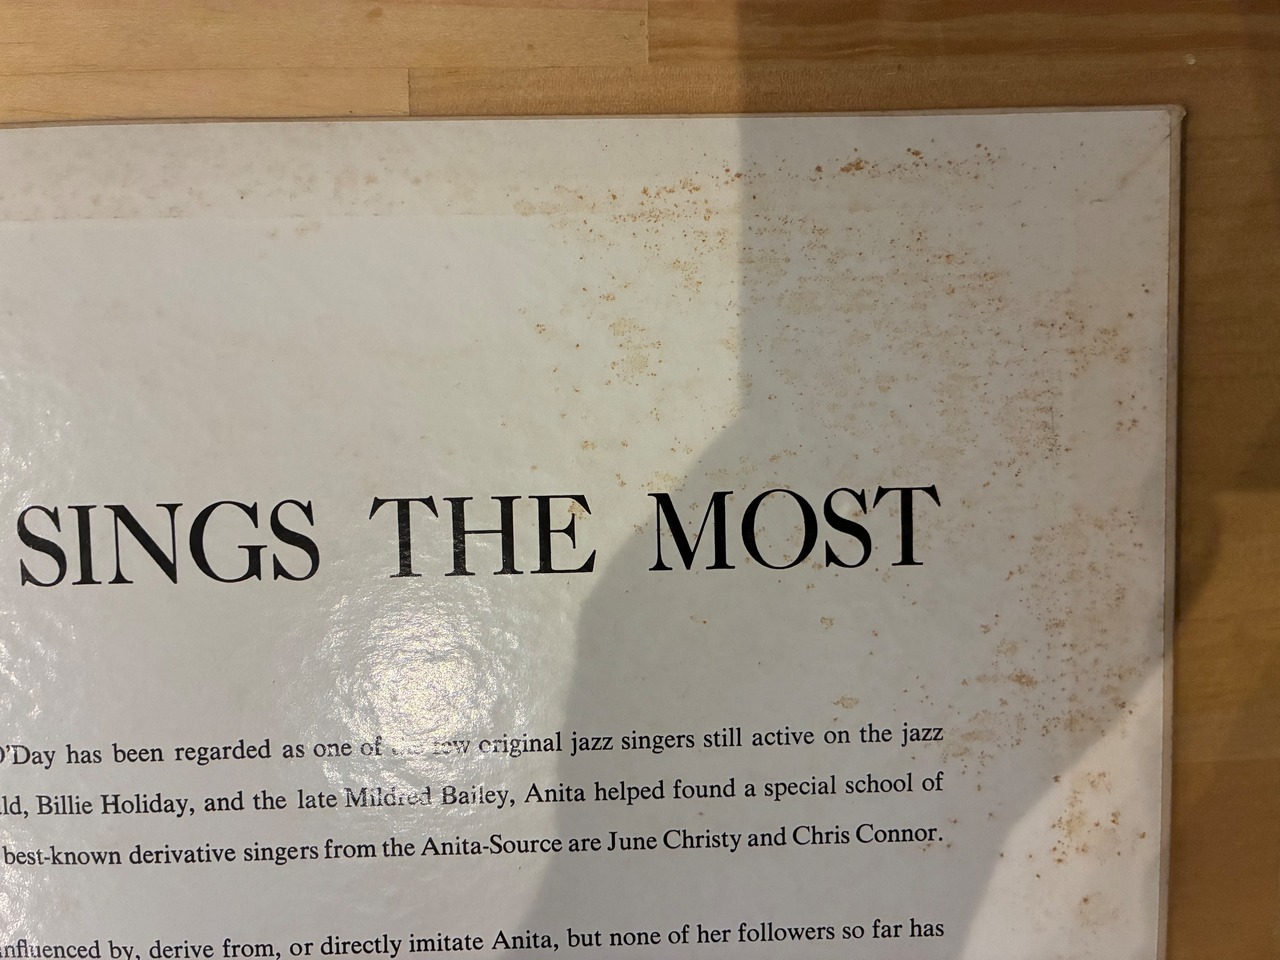 SINGS THE MOST
O'Day has been regarded as one of few original jazz singers still active on the jazz
ld, Billie Holiday, and the late Mildred Bailey, Anita helped found a special school of
best-known derivative singers from the Anita-Source are June Christy and Chris Connor.
influenced by, derive from, or directly imitate Anita, but none of her followers so far has